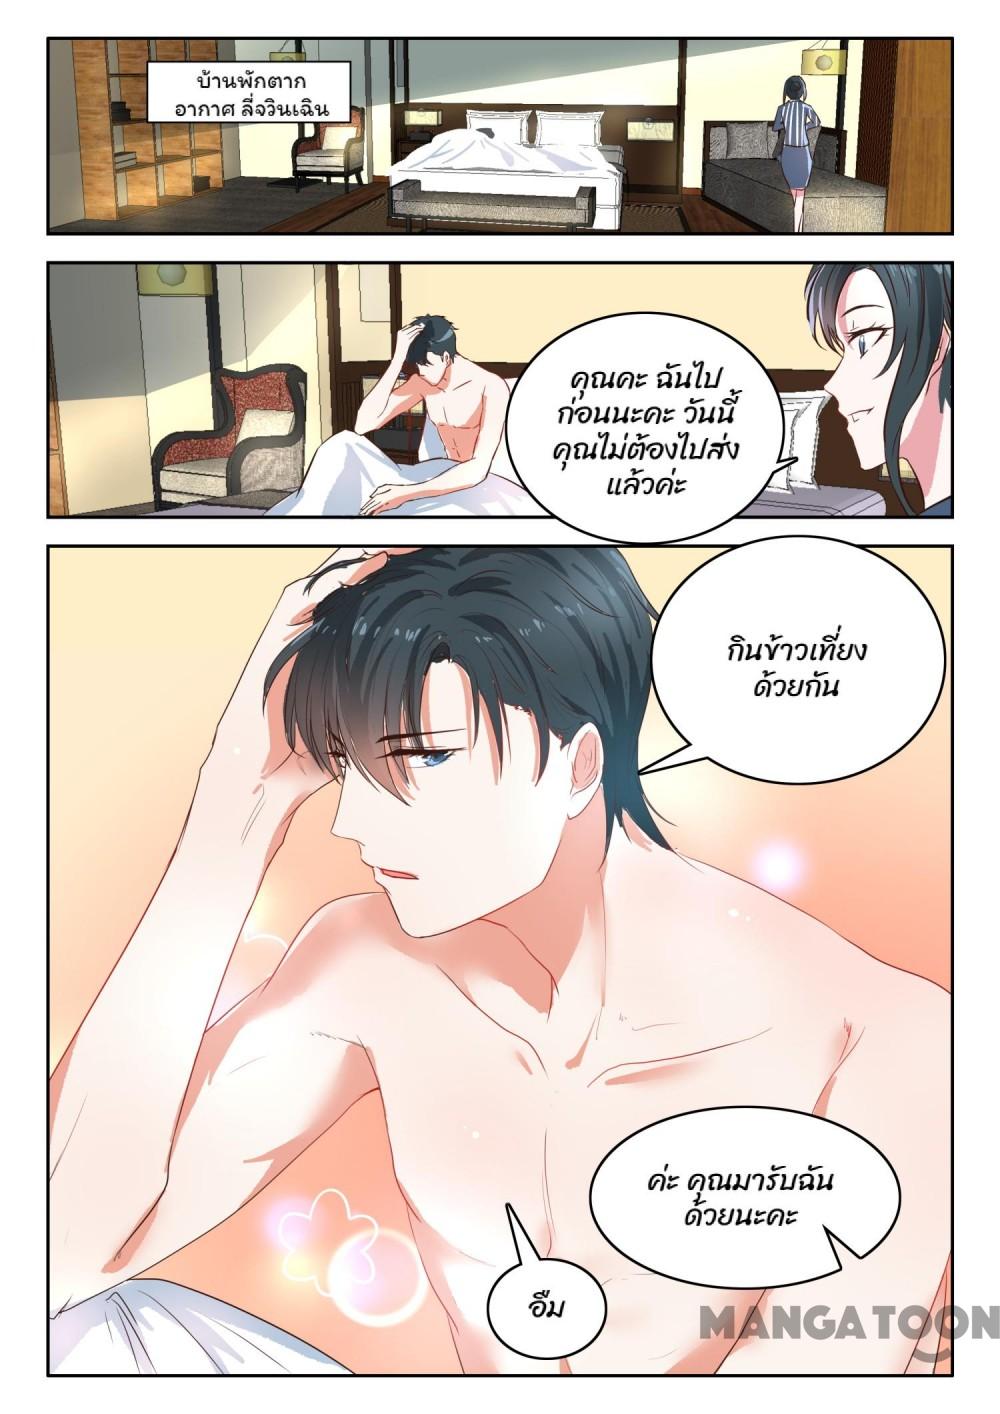 บ้านพักตาก
อากาศ ลี่จวินเฉิน
คุณคะ ฉันไป
ก่อนนะคะ วันนี้
คุณไม่ต้องไปส่ง
แล้วค่ะ
กินข้าวเที่ยง
ด้วยกัน
ค่ะ คุณมารับฉัน
ด้วยนะคะ
อืม
MANGATOON